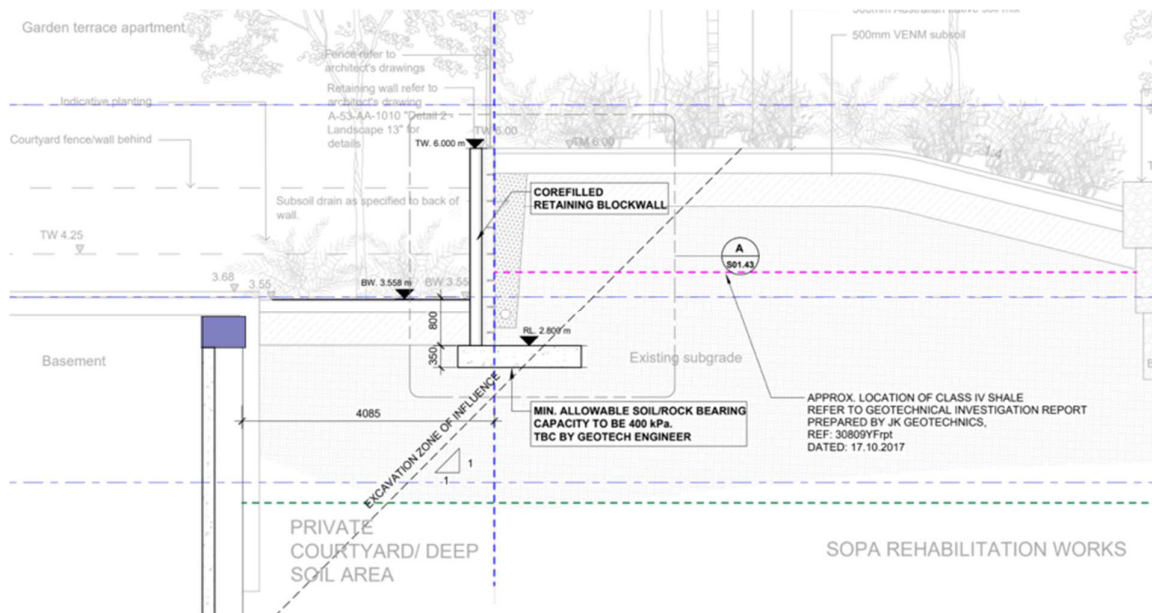 Garden terrace apartment
500mm VENM subsoil
Fence refer to
architect's drawings
Retaining wall refer to
architect's drawing
A-53-AA-1010 "Detail 2 -
Landscape 13" for
details
Indicative planting
Courtyard fence/wall behind
TW 6.00
TW. 6.000 m
TM 6.00
1:4
COREFILLED
RETAINING BLOCKWALL
Subsoil drain as specified to back of
wall.
TW 4.25
A
S01.43
3.68
3.55
BW. 3.558 m
BW 3.55
800
RL. 2.800 m
350
Basement
Existing subgrade
4085
EXCAVATION ZONE OF INFLUENCE
1
1
MIN. ALLOWABLE SOIL/ROCK BEARING
CAPACITY TO BE 400 kPa.
TBC BY GEOTECH ENGINEER
APPROX. LOCATION OF CLASS IV SHALE
REFER TO GEOTECHNICAL INVESTIGATION REPORT
PREPARED BY JK GEOTECHNICS,
REF: 30809YFrpt
DATED: 17.10.2017
PRIVATE
COURTYARD/ DEEP
SOIL AREA
SOPA REHABILITATION WORKS